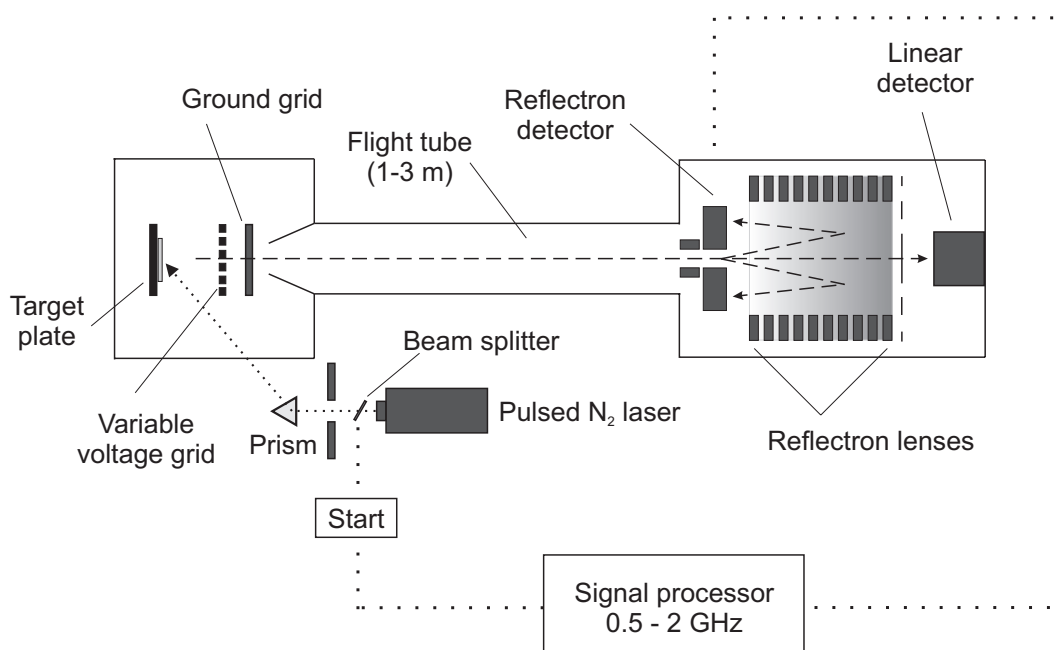 Linear
detector
Reflectron
detector
Ground grid
Flight tube
(1-3 m)
Target
plate
Beam splitter
Variable
voltage grid
Prism
Pulsed N₂ laser
Reflectron lenses
Start
Signal processor
0.5 - 2 GHz